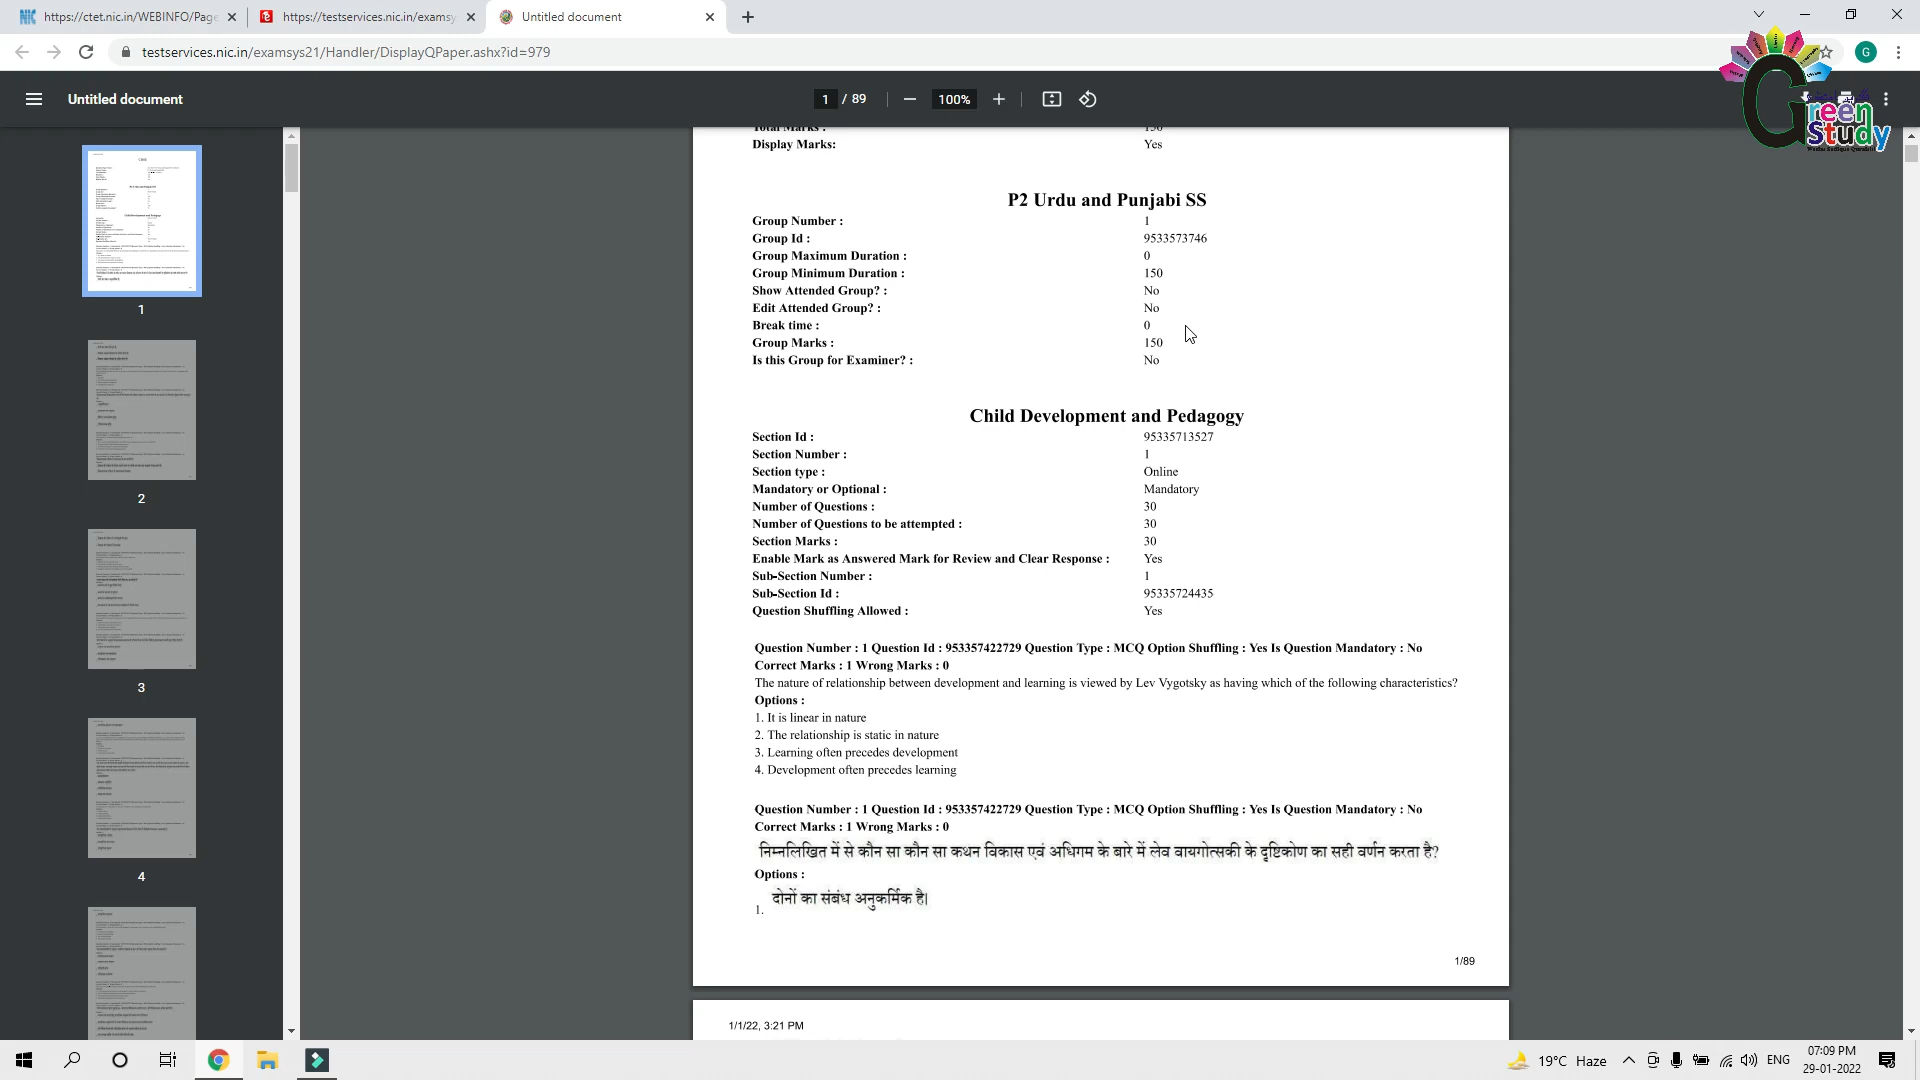 https://ctet.nic.in/WEBINFO/Page
https://testservices.nic.in/examsy
Untitled document
testservices.nic.in/examsys21/Handler/DisplayQPaper.ashx?id=979
G
Untitled document
1 / 89
100%
Green Study
Total Marks : 150
Display Marks: Yes
P2 Urdu and Punjabi SS
Group Number : 1
Group Id : 9533573746
Group Maximum Duration : 0
Group Minimum Duration : 150
Show Attended Group? : No
Edit Attended Group? : No
Break time : 0
Group Marks : 150
Is this Group for Examiner? : No
Child Development and Pedagogy
Section Id : 95335713527
Section Number : 1
Section type : Online
Mandatory or Optional : Mandatory
Number of Questions : 30
Number of Questions to be attempted : 30
Section Marks : 30
Enable Mark as Answered Mark for Review and Clear Response : Yes
Sub-Section Number : 1
Sub-Section Id : 95335724435
Question Shuffling Allowed : Yes
Question Number : 1 Question Id : 953357422729 Question Type : MCQ Option Shuffling : Yes Is Question Mandatory : No
Correct Marks : 1 Wrong Marks : 0
The nature of relationship between development and learning is viewed by Lev Vygotsky as having which of the following characteristics?
Options :
1. It is linear in nature
2. The relationship is static in nature
3. Learning often precedes development
4. Development often precedes learning
Question Number : 1 Question Id : 953357422729 Question Type : MCQ Option Shuffling : Yes Is Question Mandatory : No
Correct Marks : 1 Wrong Marks : 0
निम्नलिखित में से कौन सा कौन सा कथन विकास एवं अधिगम के बारे में लेव वायगोत्सकी के दृष्टिकोण का सही वर्णन करता है?
Options :
1. दोनों का संबंध अनुकर्मिक है।
1/89
1/1/22, 3:21 PM
1
2
3
4
19°C Haze
ENG
07:09 PM
29-01-2022